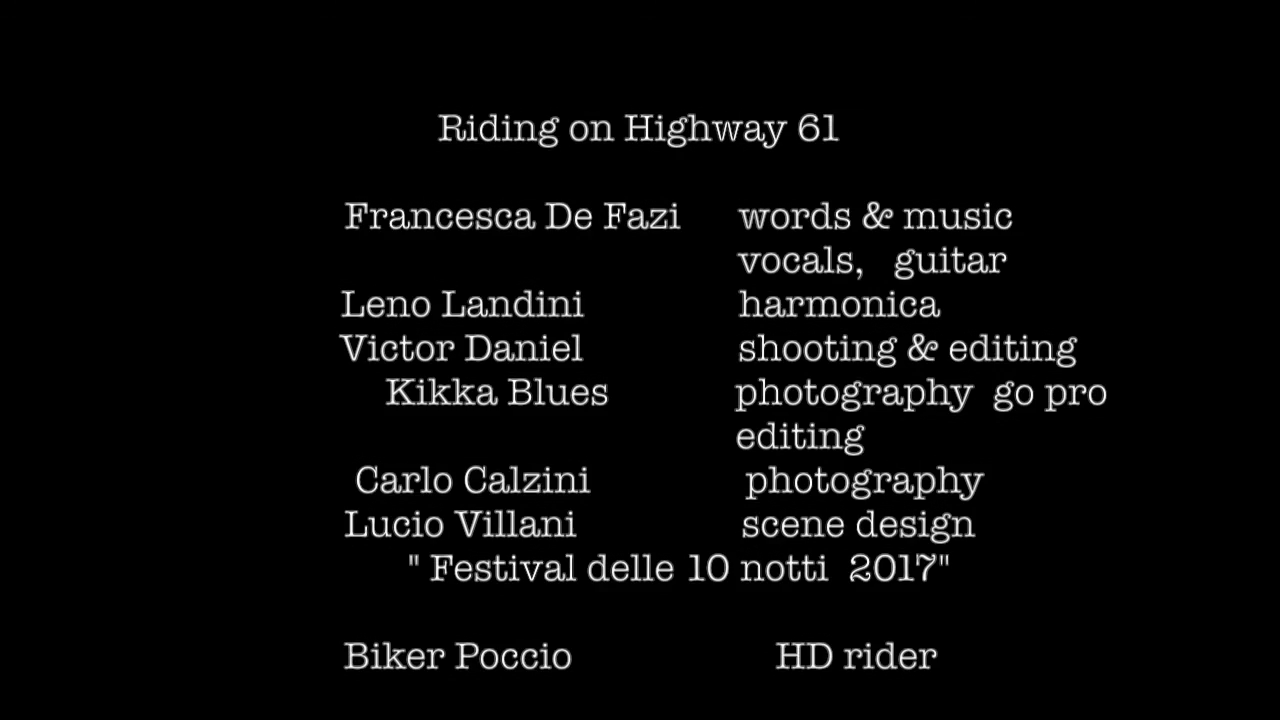 Riding on Highway 61
Francesca De Fazi words & music
vocals, guitar
Leno Landini harmonica
Victor Daniel shooting & editing
Kikka Blues photography go pro
editing
Carlo Calzini photography
Lucio Villani scene design
" Festival delle 10 notti 2017"
Biker Poccio HD rider